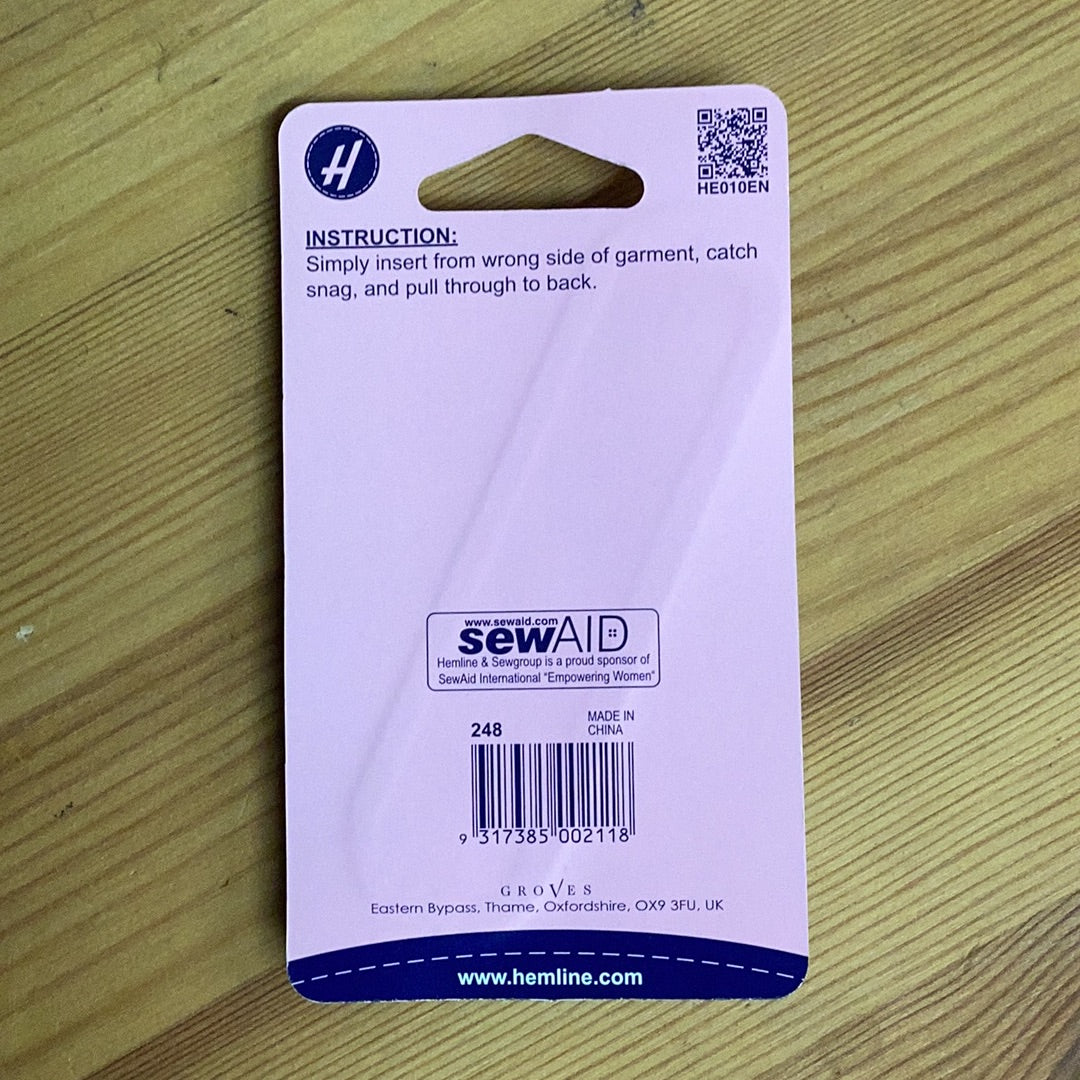 H
HE010EN
INSTRUCTION:
Simply insert from wrong side of garment, catch
snag, and pull through to back.
www.sewaid.com
sewAID
Hemline & Sewgroup is a proud sponsor of
SewAid International "Empowering Women"
248
MADE IN
CHINA
9 317385 002118
GROVES
Eastern Bypass, Thame, Oxfordshire, OX9 3FU, UK
www.hemline.com